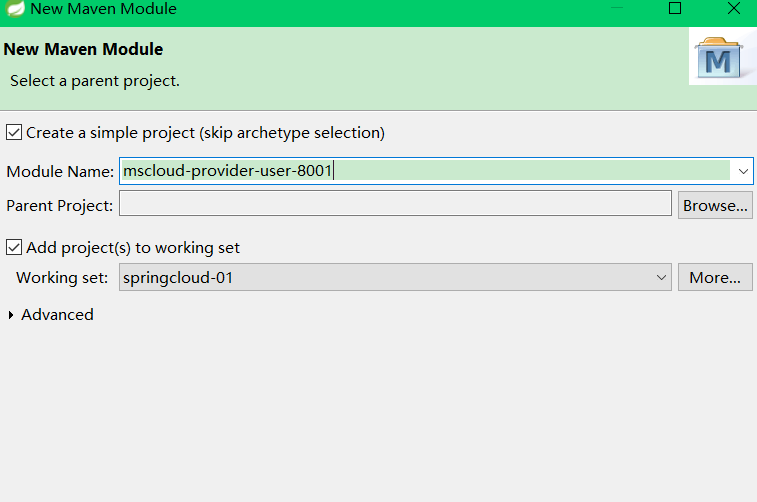 New Maven Module
New Maven Module
Select a parent project.
Create a simple project (skip archetype selection)
Module Name: mscloud-provider-user-8001
Parent Project: Browse...
Add project(s) to working set
Working set: springcloud-01 More...
Advanced